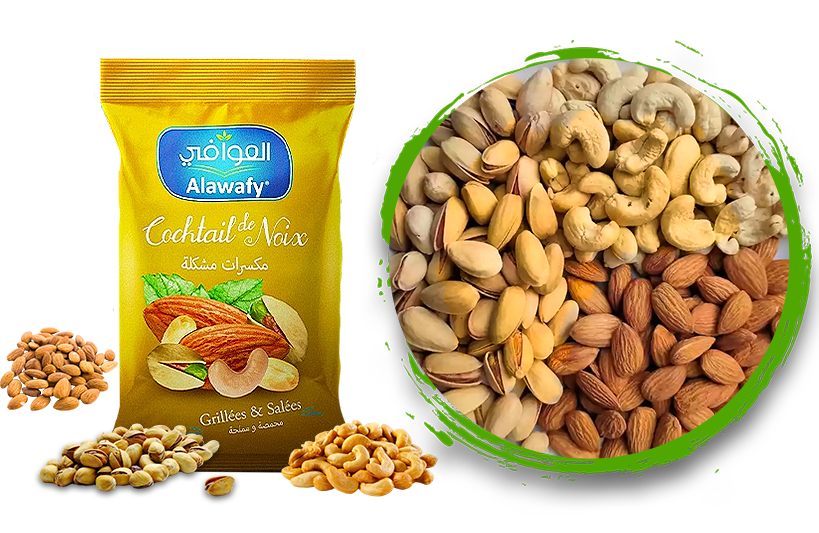 العوافي
Alawafy®
Cocktail de Noix
مكسرات مشكلة
Grillées & Salées
محمصة و مملحة